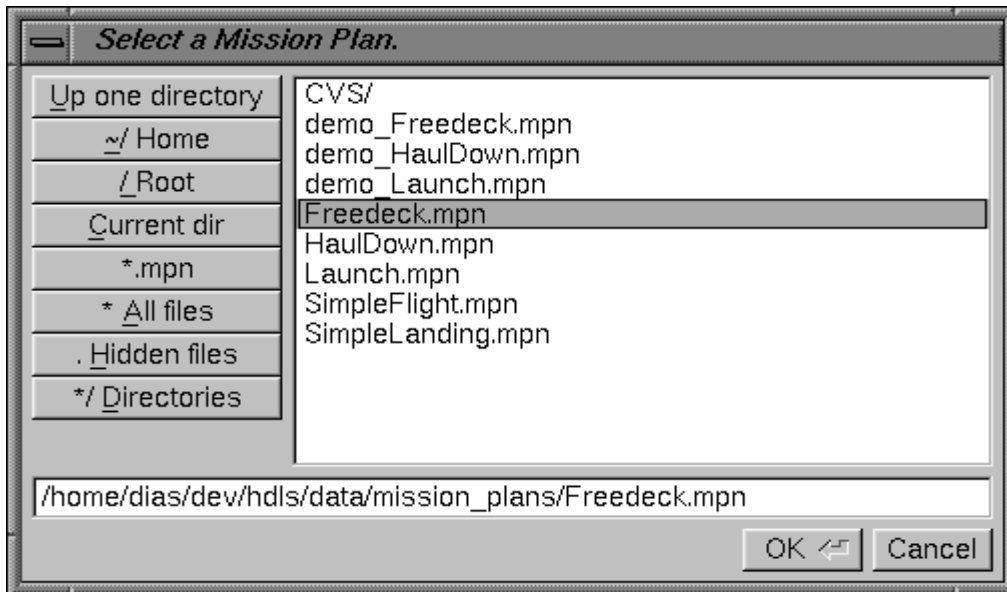 Select a Mission Plan.
Up one directory
~/ Home
/ Root
Current dir
*.mpn
* All files
. Hidden files
*/ Directories
CVS/
demo_Freedeck.mpn
demo_HaulDown.mpn
demo_Launch.mpn
Freedeck.mpn
HaulDown.mpn
Launch.mpn
SimpleFlight.mpn
SimpleLanding.mpn
/home/dias/dev/hdls/data/mission_plans/Freedeck.mpn
OK Cancel